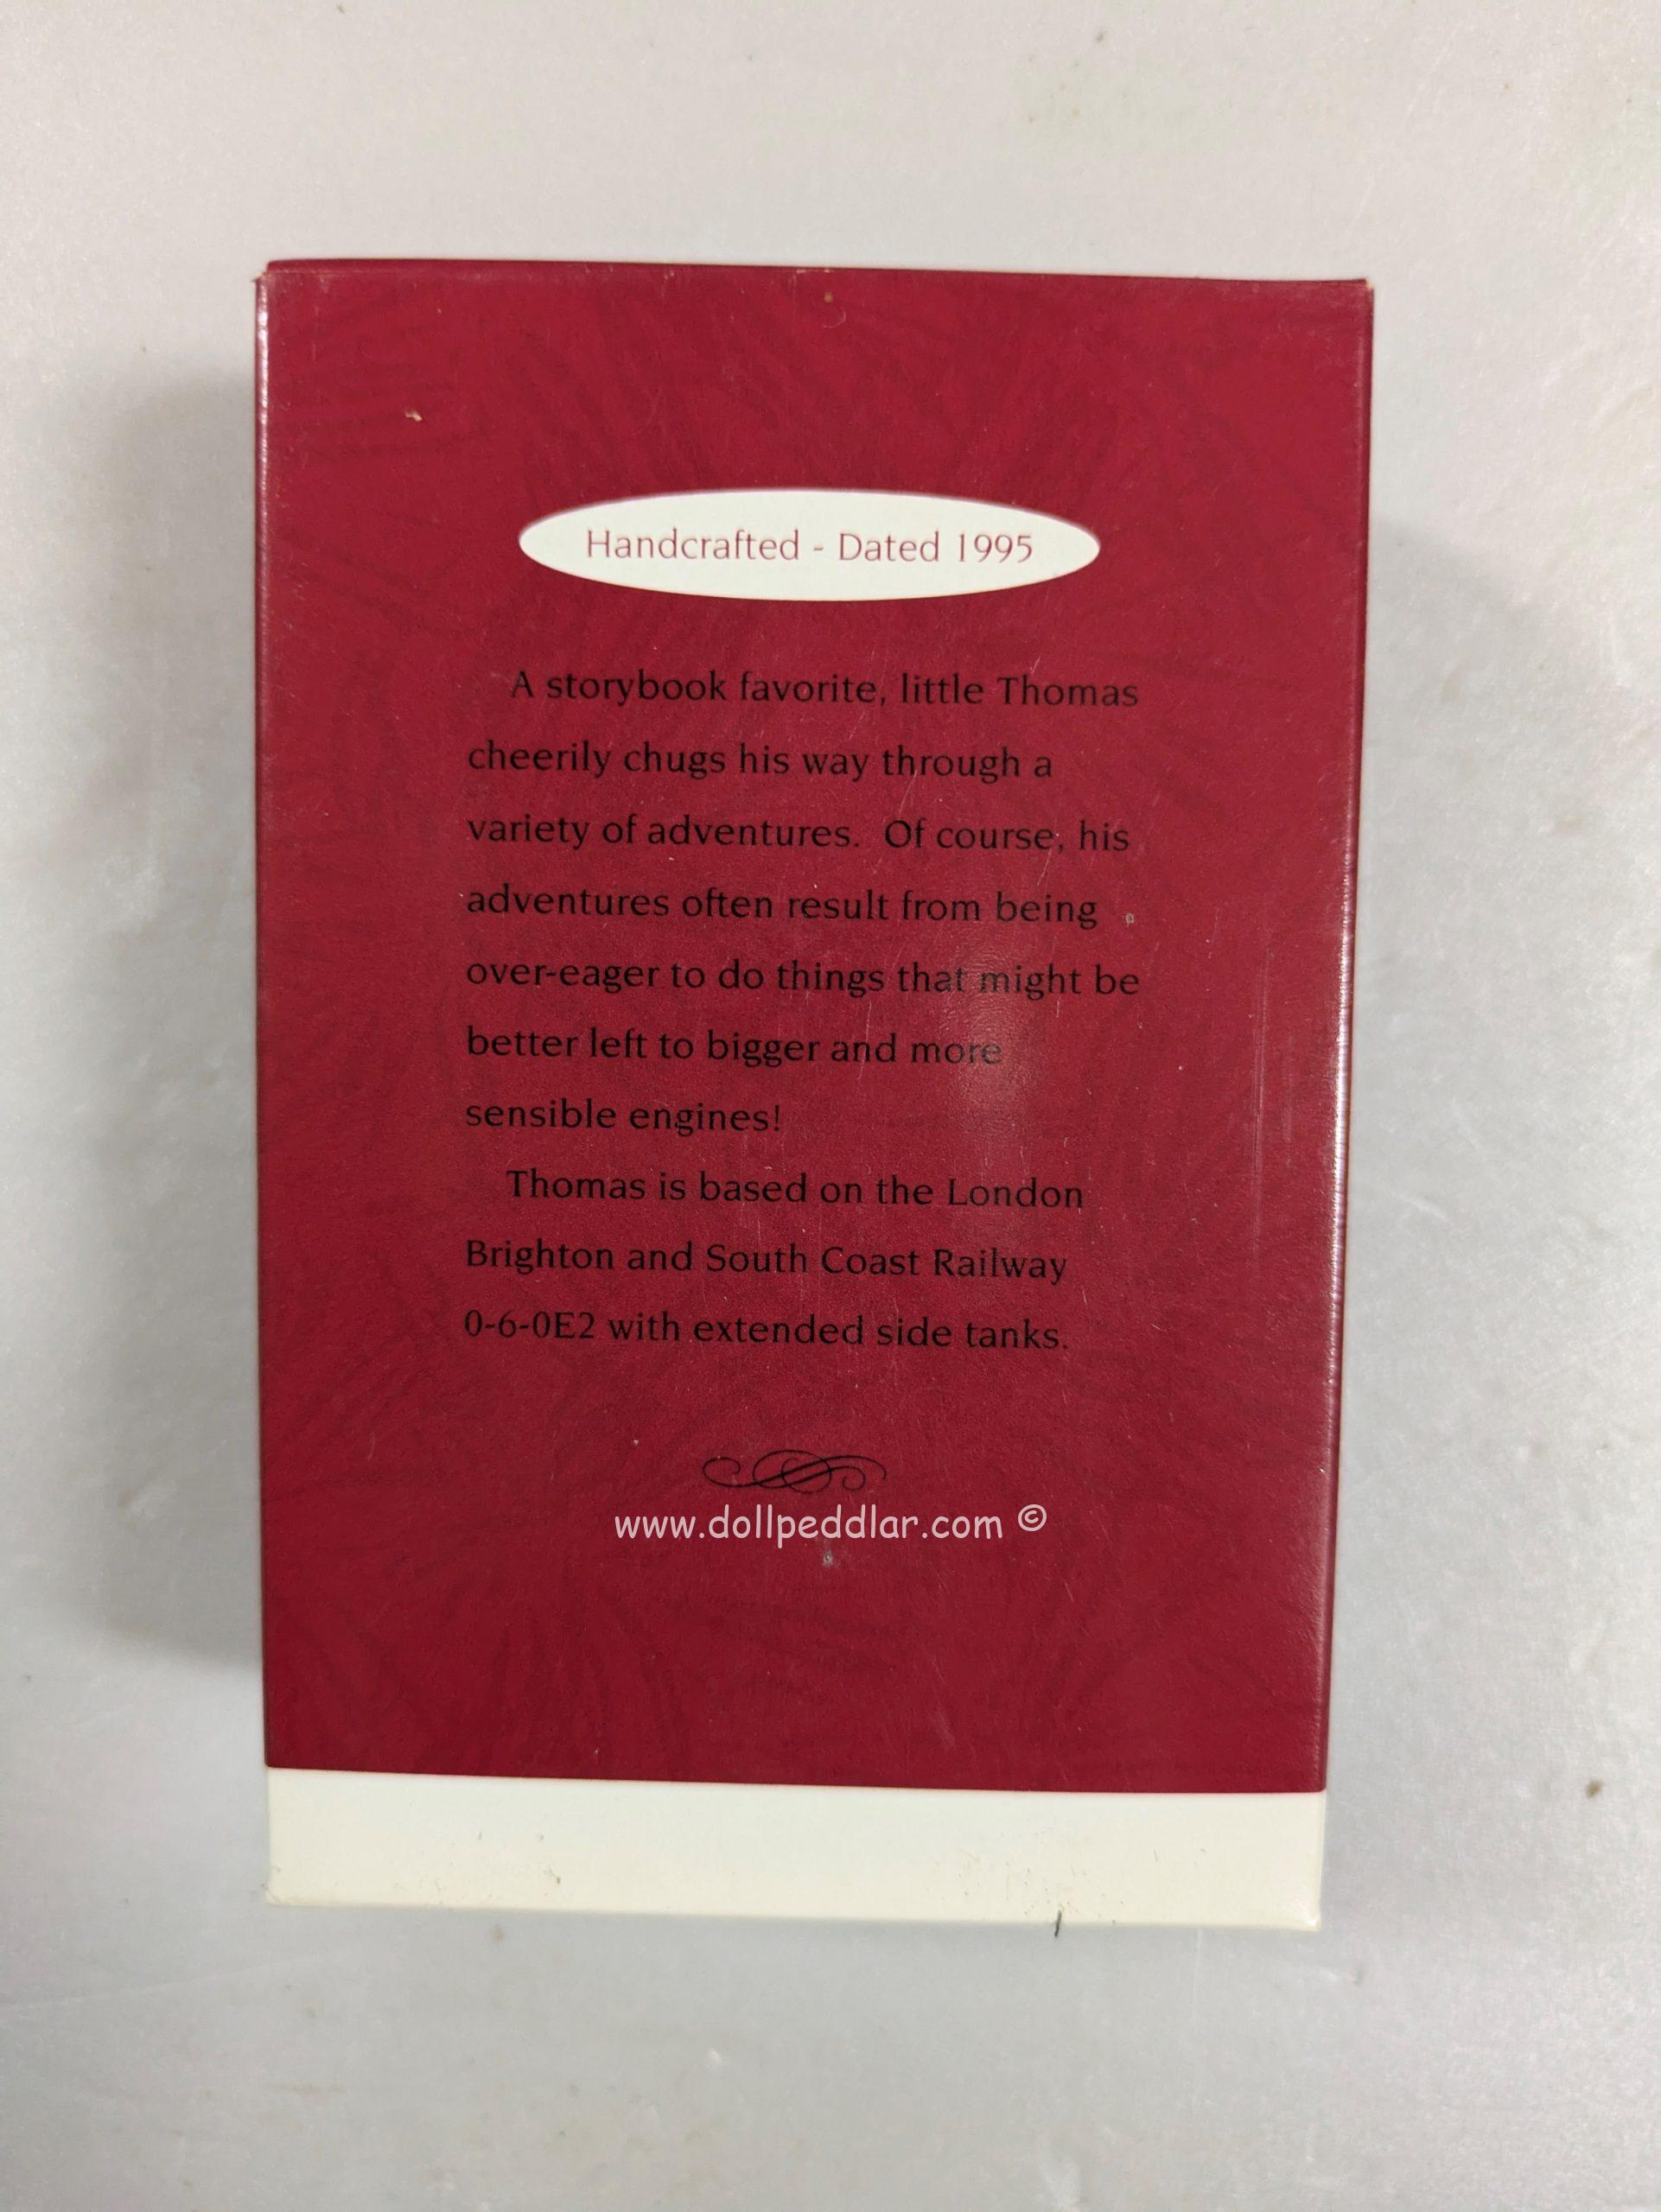 Handcrafted - Dated 1995
A storybook favorite, little Thomas
cheerily chugs his way through a
variety of adventures. Of course, his
adventures often result from being
over-eager to do things that might be
better left to bigger and more
sensible engines!
Thomas is based on the London
Brighton and South Coast Railway
0-6-0E2 with extended side tanks.
www.dollpeddlar.com ©